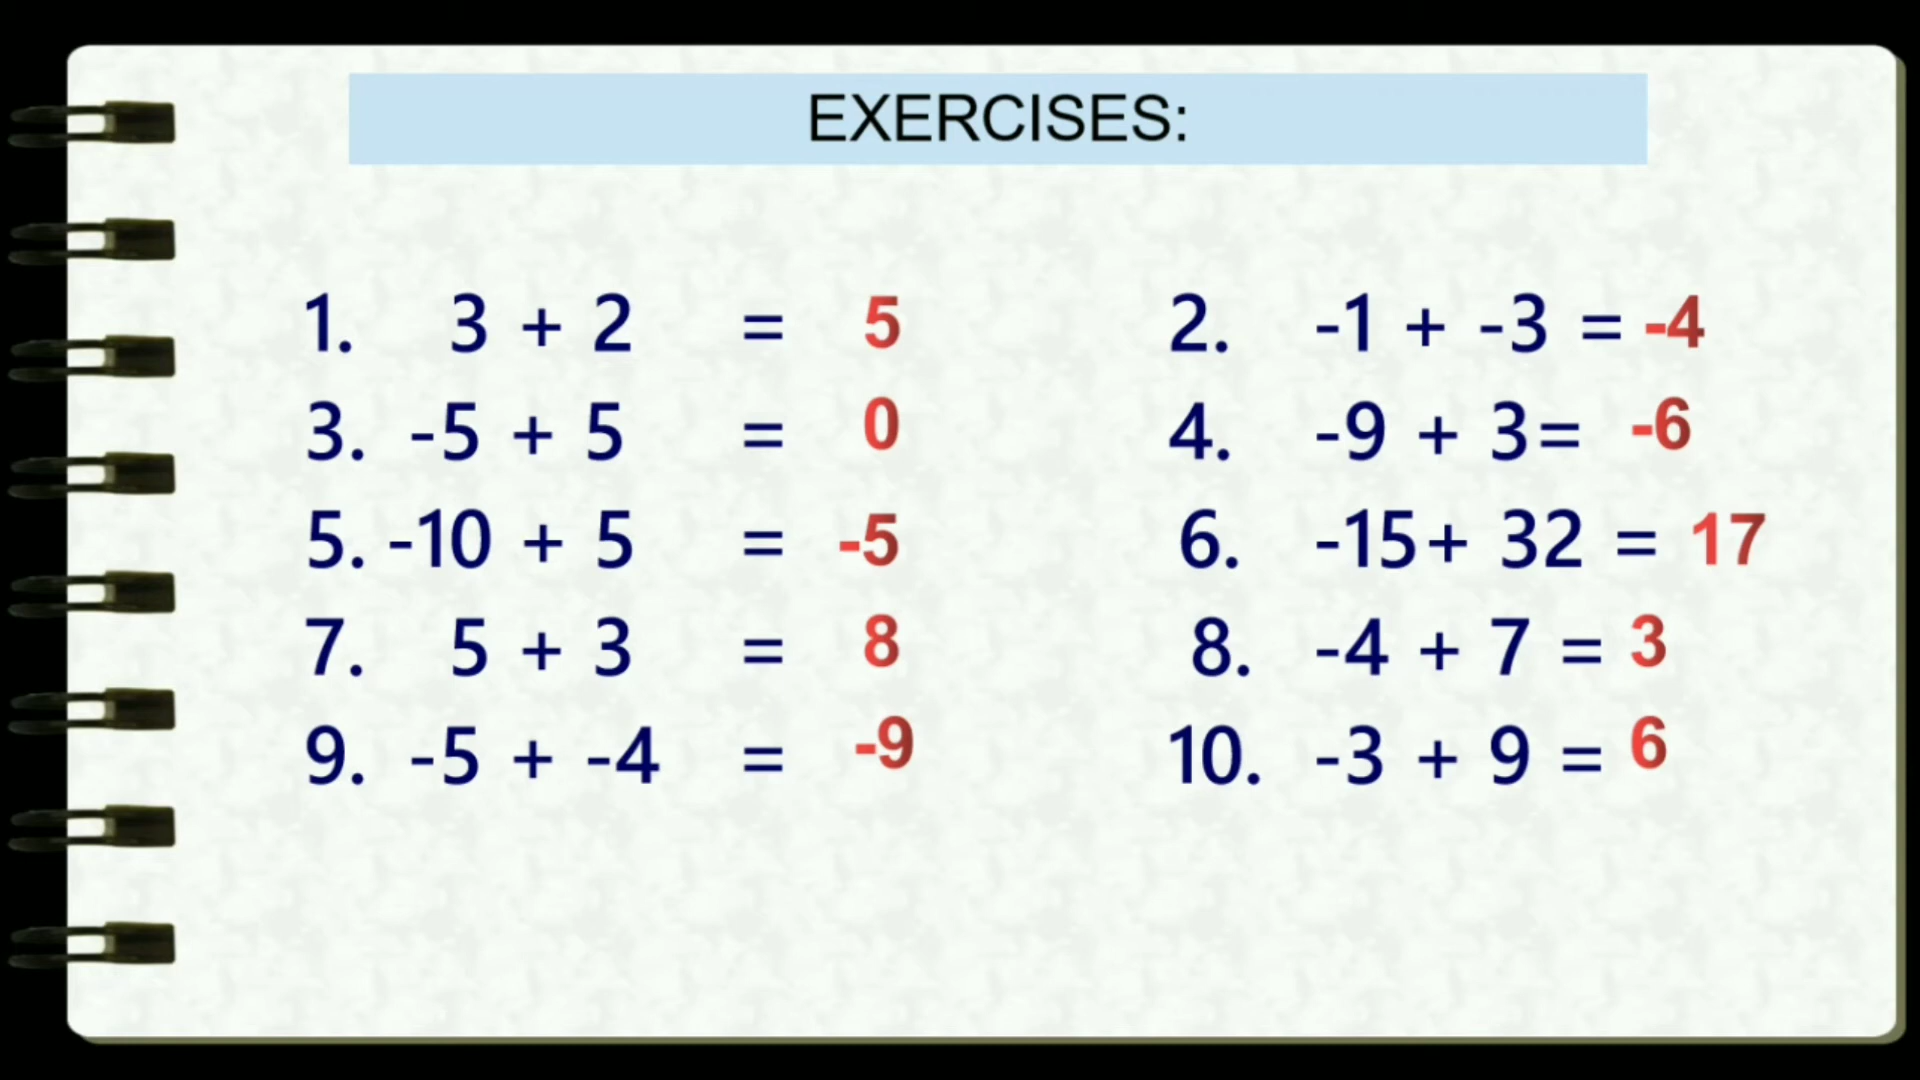 EXERCISES:
1. 3 + 2 = 5 2. -1 + -3 = -4
3. -5 + 5 = 0 4. -9 + 3= -6
5. -10 + 5 = -5 6. -15+ 32 = 17
7. 5 + 3 = 8 8. -4 + 7 = 3
9. -5 + -4 = -9 10. -3 + 9 = 6